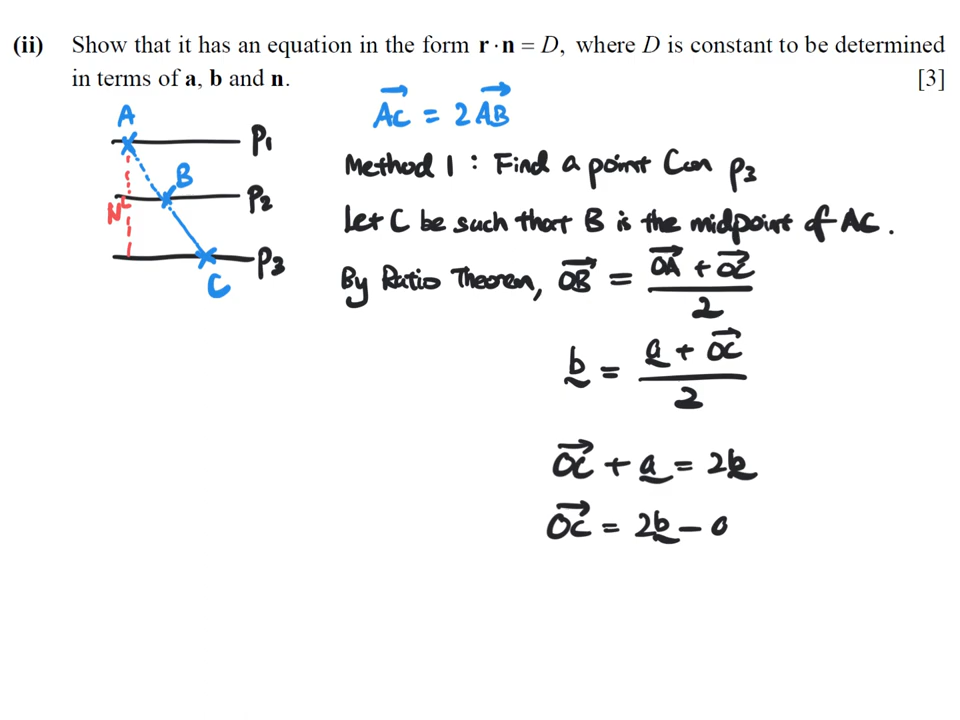 (ii) Show that it has an equation in the form r · n = D, where D is constant to be determined
in terms of a, b and n. [3]
AC = 2AB
A
P1
Method 1 : Find a point C on P3
B
N
P2
Let C be such that B is the midpoint of AC.
P3
C
By Ratio Theorem, OB = (OA + OC)/2
b = (a + OC)/2
OC + a = 2b
OC = 2b -